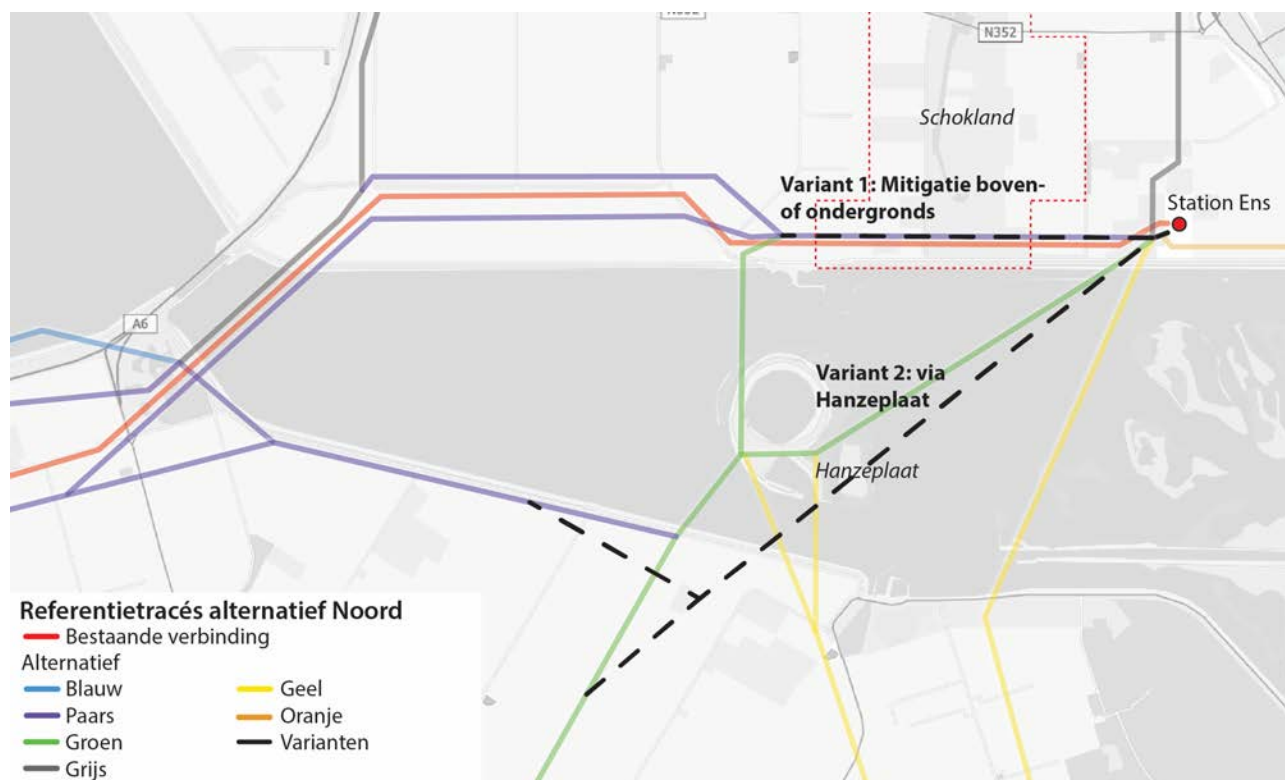 N352
N352
Schokland
Variant 1: Mitigatie boven-
of ondergronds
Station Ens
A6
Variant 2: via
Hanzeplaat
Hanzeplaat
Referentietracés alternatief Noord
Bestaande verbinding
Alternatief
Blauw
Geel
Paars
Oranje
Groen
Varianten
Grijs